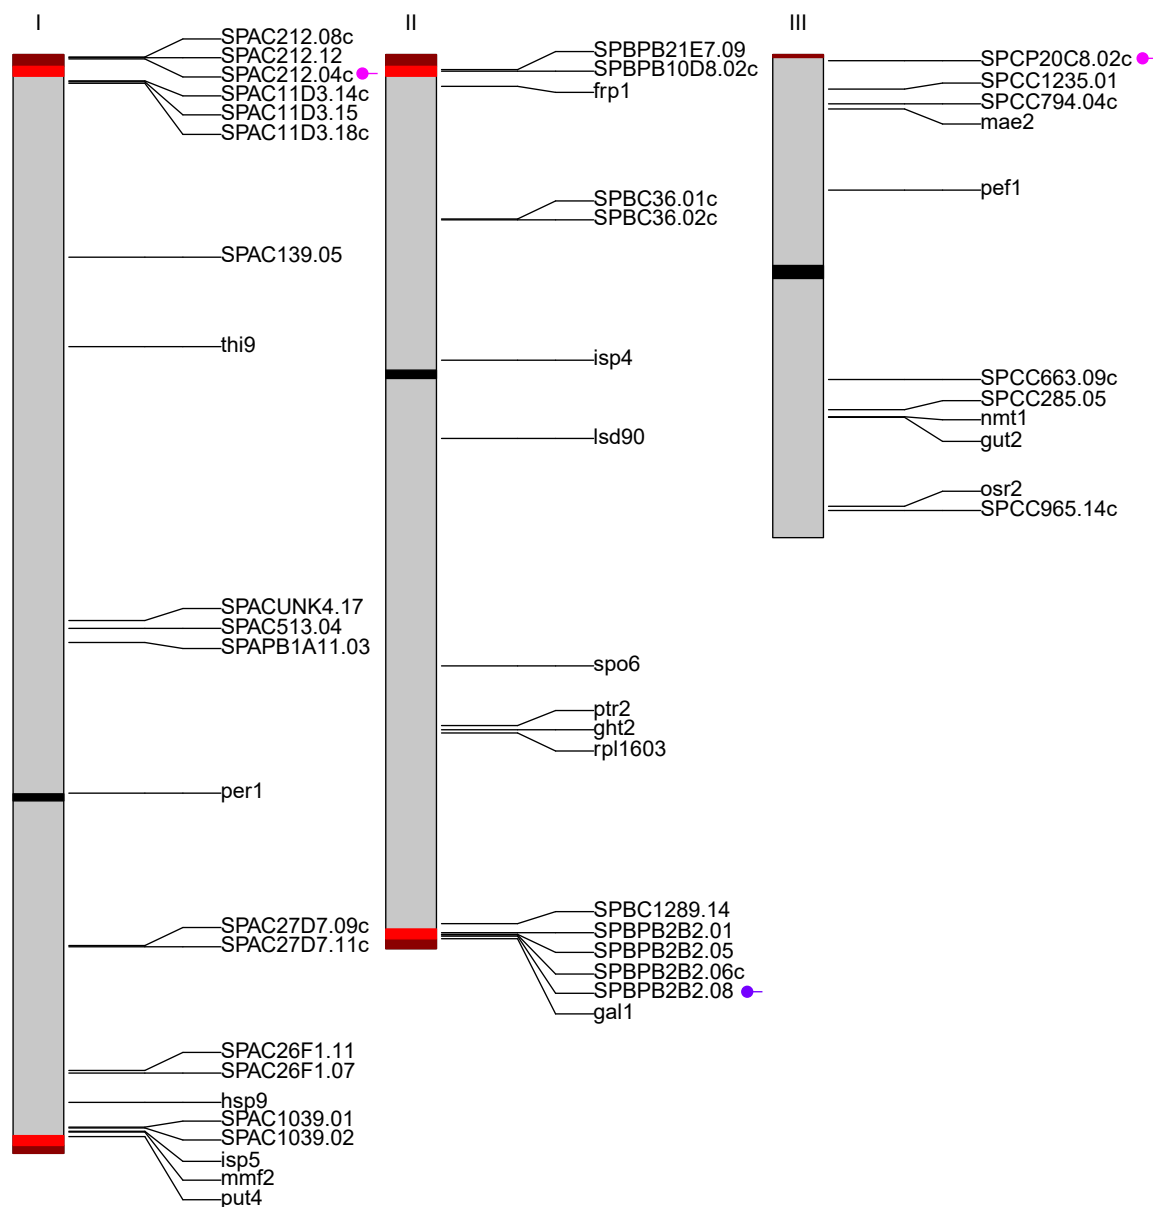 I
SPAC212.08c
SPAC212.12
SPAC212.04c
SPAC11D3.14c
SPAC11D3.15
SPAC11D3.18c
SPAC139.05
thi9
SPACUNK4.17
SPAC513.04
SPAPB1A11.03
per1
SPAC27D7.09c
SPAC27D7.11c
SPAC26F1.11
SPAC26F1.07
hsp9
SPAC1039.01
SPAC1039.02
isp5
mmf2
put4
II
SPBPB21E7.09
SPBPB10D8.02c
frp1
SPBC36.01c
SPBC36.02c
isp4
lsd90
spo6
ptr2
ght2
rpl1603
SPBC1289.14
SPBPB2B2.01
SPBPB2B2.05
SPBPB2B2.06c
SPBPB2B2.08
gal1
III
SPCP20C8.02c
SPCC1235.01
SPCC794.04c
mae2
pef1
SPCC663.09c
SPCC285.05
nmt1
gut2
osr2
SPCC965.14c